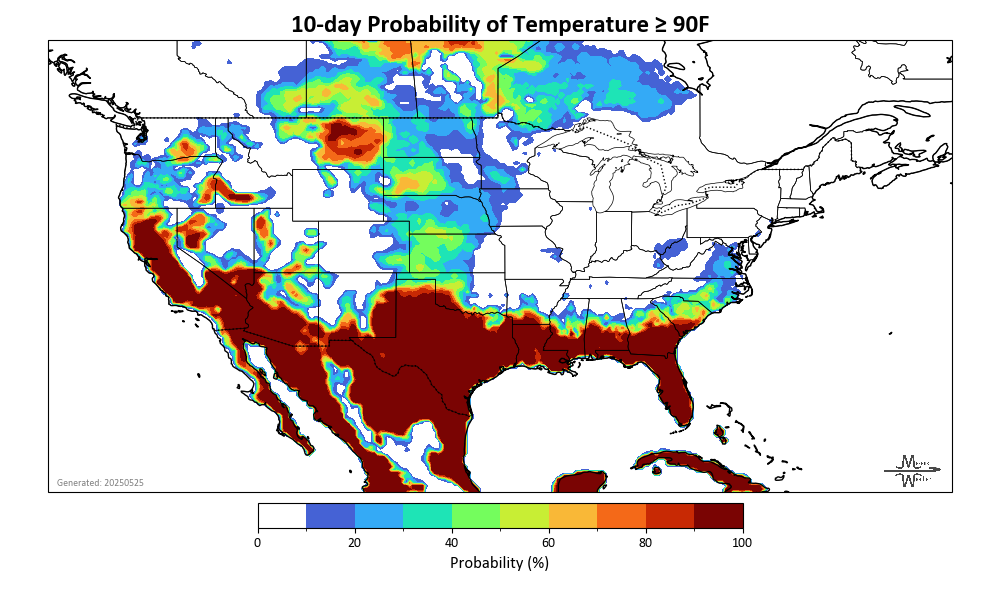 10-day Probability of Temperature ≥ 90F
Generated: 20250525
0 20 40 60 80 100
Probability (%)